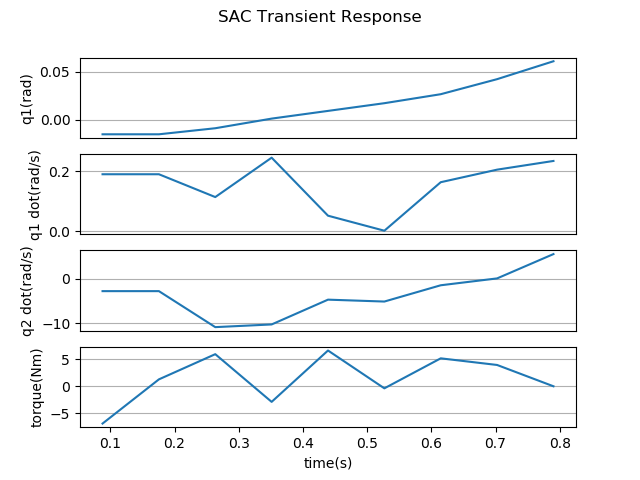 SAC Transient Response
q1(rad)
0.05
0.00
q1 dot(rad/s)
0.2
0.0
q2 dot(rad/s)
0
−10
torque(Nm)
5
0
−5
0.1 0.2 0.3 0.4 0.5 0.6 0.7 0.8
time(s)